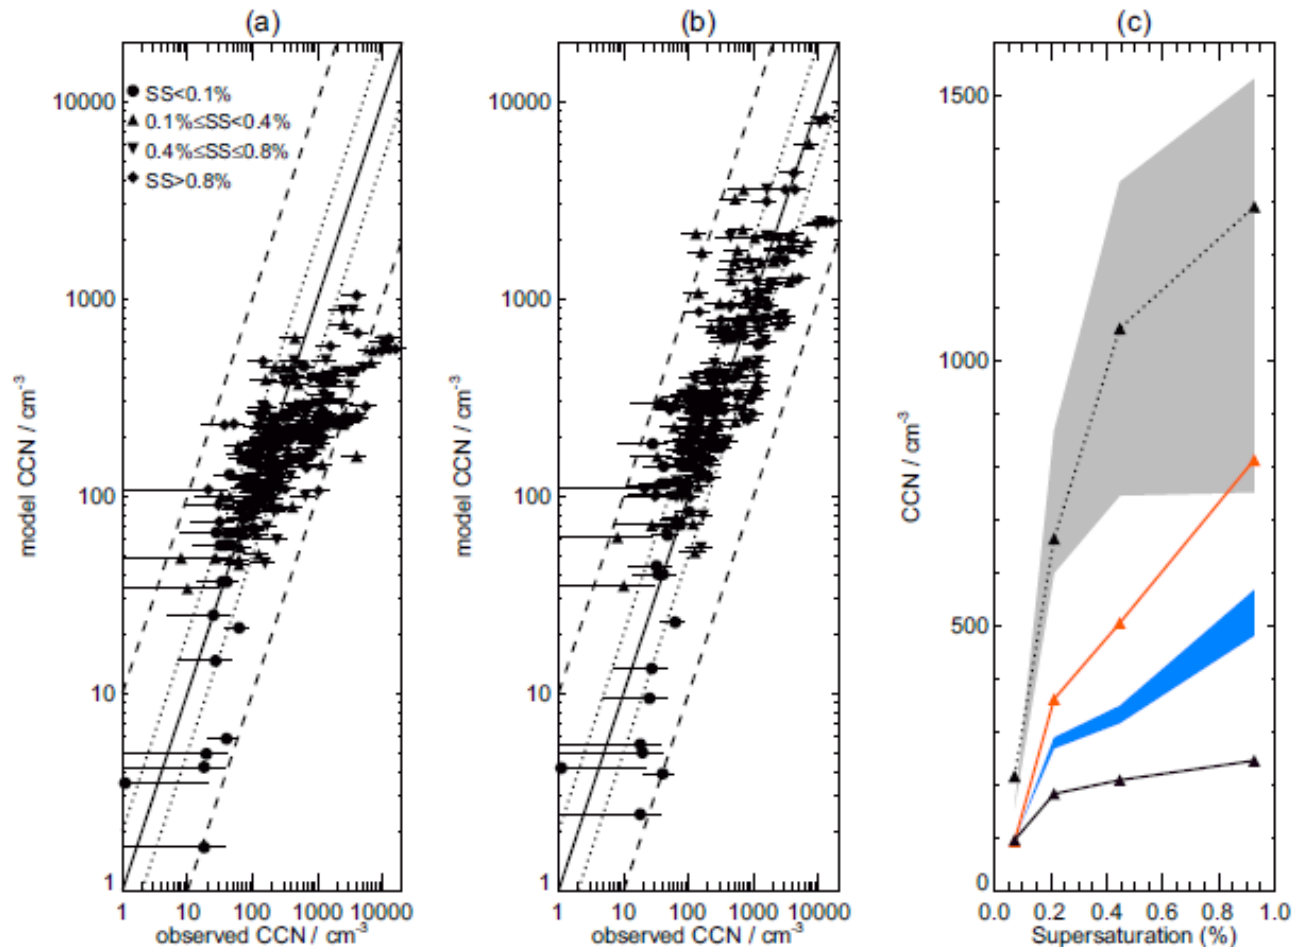 (a)
SS<0.1%
0.1%≤SS<0.4%
0.4%≤SS≤0.8%
SS>0.8%
10000
1000
100
10
1
model CCN / cm-3
1 10 100 1000 10000
observed CCN / cm-3
(b)
10000
1000
100
10
1
model CCN / cm-3
1 10 100 1000 10000
observed CCN / cm-3
(c)
1500
1000
500
0
CCN / cm-3
0.0 0.2 0.4 0.6 0.8 1.0
Supersaturation (%)